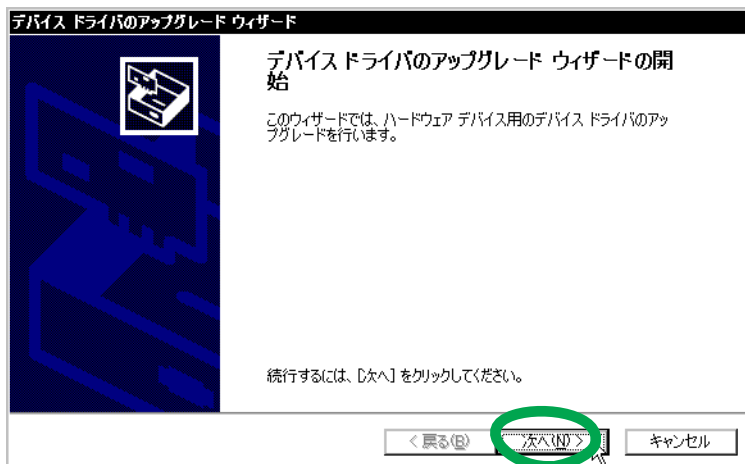 デバイス ドライバのアップグレード ウィザード
デバイス ドライバのアップグレード ウィザードの開
始
このウィザードでは、ハードウェア デバイス用のデバイス ドライバのアッ
プグレードを行います。
続行するには、[次へ] をクリックしてください。
< 戻る(B) 次へ(N) > キャンセル